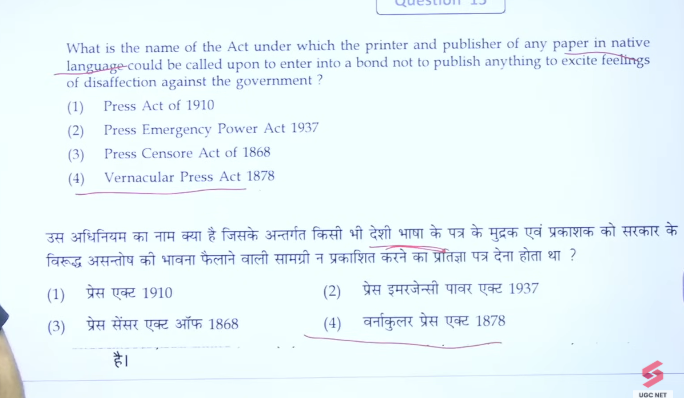 Question 15
What is the name of the Act under which the printer and publisher of any paper in native
language could be called upon to enter into a bond not to publish anything to excite feelings
of disaffection against the government ?
(1) Press Act of 1910
(2) Press Emergency Power Act 1937
(3) Press Censore Act of 1868
(4) Vernacular Press Act 1878
उस अधिनियम का नाम क्या है जिसके अन्तर्गत किसी भी देशी भाषा के पत्र के मुद्रक एवं प्रकाशक को सरकार के
विरूद्ध असन्तोष की भावना फैलाने वाली सामग्री न प्रकाशित करने का प्रतिज्ञा पत्र देना होता था ?
(1) प्रेस एक्ट 1910 (2) प्रेस इमरजेन्सी पावर एक्ट 1937
(3) प्रेस सेंसर एक्ट ऑफ 1868 (4) वर्नाकुलर प्रेस एक्ट 1878
है।
UGC NET